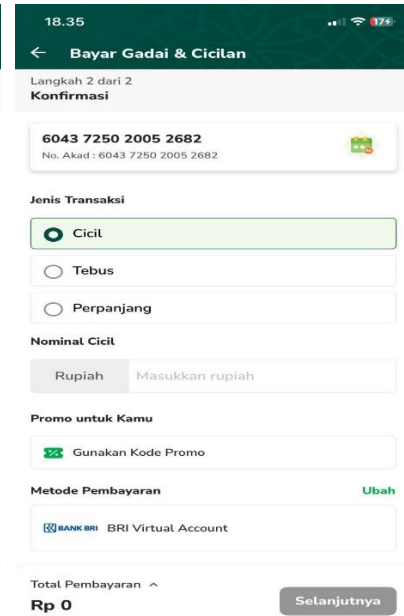 18.35
17
Bayar Gadai & Cicilan
Langkah 2 dari 2
Konfirmasi
6043 7250 2005 2682
No. Akad : 6043 7250 2005 2682
Jenis Transaksi
Cicil
Tebus
Perpanjang
Nominal Cicil
Rupiah Masukkan rupiah
Promo untuk Kamu
Gunakan Kode Promo
Metode Pembayaran Ubah
BANK BRI BRI Virtual Account
Total Pembayaran
Rp 0 Selanjutnya